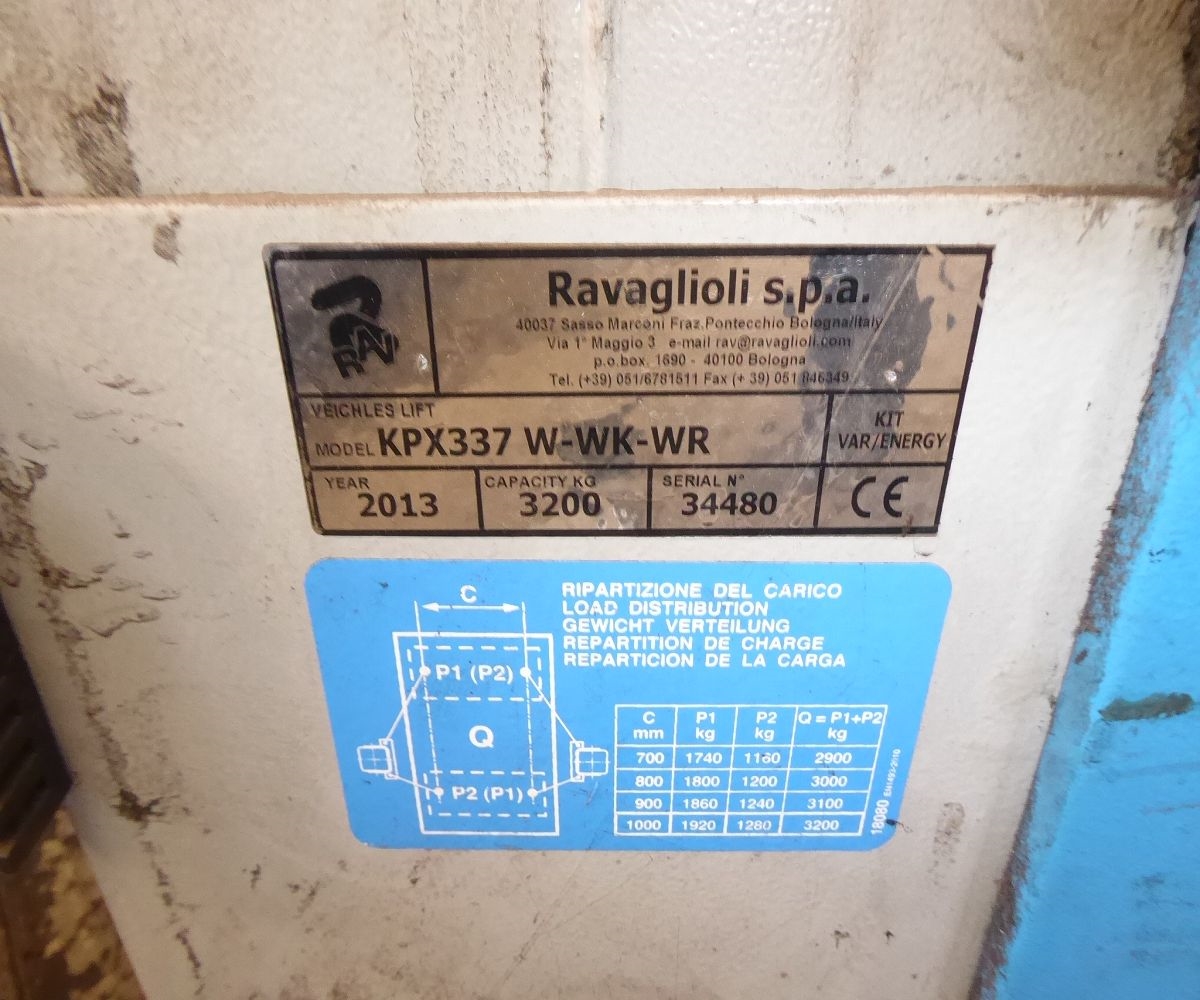 RAV
Ravaglioli s.p.a.
40037 Sasso Marconi Fraz.Pontecchio Bologna/Italy
Via 1° Maggio 3 e-mail rav@ravaglioli.com
p.o.box. 1690 - 40100 Bologna
Tel. (+39) 051/6781511 Fax (+ 39) 051 846349
VEICHLES LIFT
MODEL KPX337 W-WK-WR
KIT
VAR/ENERGY
YEAR
2013
CAPACITY KG
3200
SERIAL N°
34480
CE
RIPARTIZIONE DEL CARICO
LOAD DISTRIBUTION
GEWICHT VERTEILUNG
REPARTITION DE CHARGE
REPARTICION DE LA CARGA
C
P1 (P2)
Q
P2 (P1)
C mm P1 kg P2 kg Q = P1+P2 kg
700 1740 1160 2900
800 1800 1200 3000
900 1860 1240 3100
1000 1920 1280 3200
18080 EN1493/2010